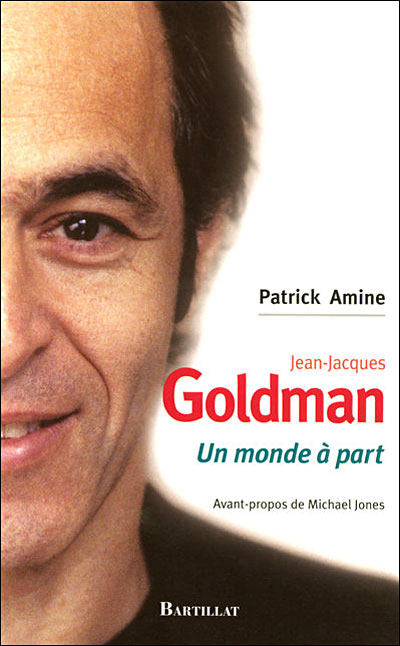 Patrick Amine
Jean-Jacques
Goldman
Un monde à part
Avant-propos de Michael Jones
BARTILLAT